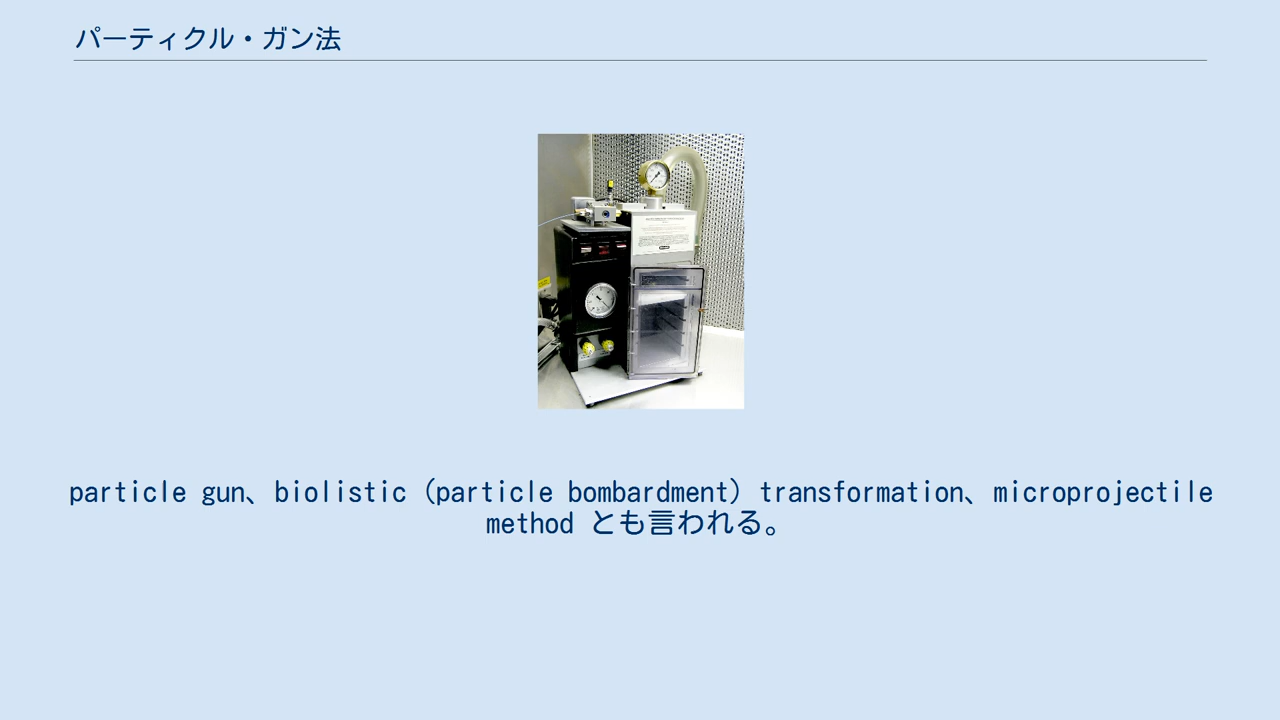 パーティクル・ガン法
particle gun、biolistic (particle bombardment) transformation、microprojectile
method とも言われる。